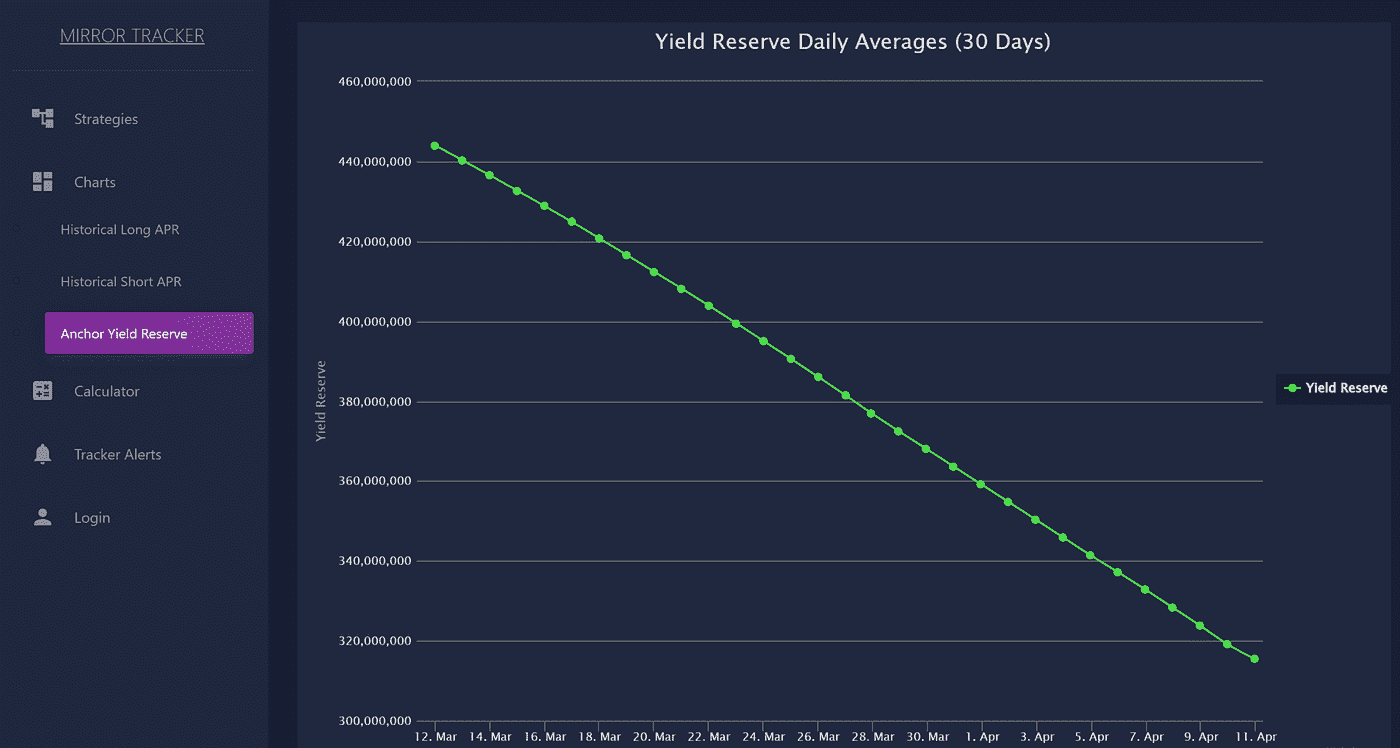 MIRROR TRACKER
Strategies
Charts
Historical Long APR
Historical Short APR
Anchor Yield Reserve
Calculator
Tracker Alerts
Login
Yield Reserve Daily Averages (30 Days)
Yield Reserve
460,000,000
440,000,000
420,000,000
400,000,000
380,000,000
360,000,000
340,000,000
320,000,000
300,000,000
12. Mar 14. Mar 16. Mar 18. Mar 20. Mar 22. Mar 24. Mar 26. Mar 28. Mar 30. Mar 1. Apr 3. Apr 5. Apr 7. Apr 9. Apr 11. Apr
Yield Reserve